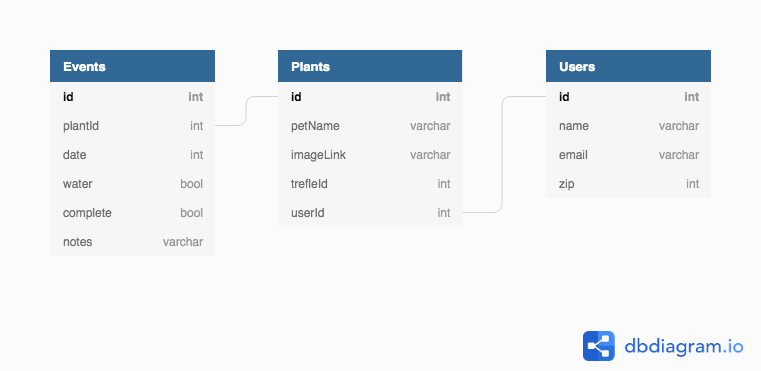 Events
id int
plantId int
date int
water bool
complete bool
notes varchar
Plants
id int
petName varchar
imageLink varchar
trefleId int
userId int
Users
id int
name varchar
email varchar
zip int
dbdiagram.io